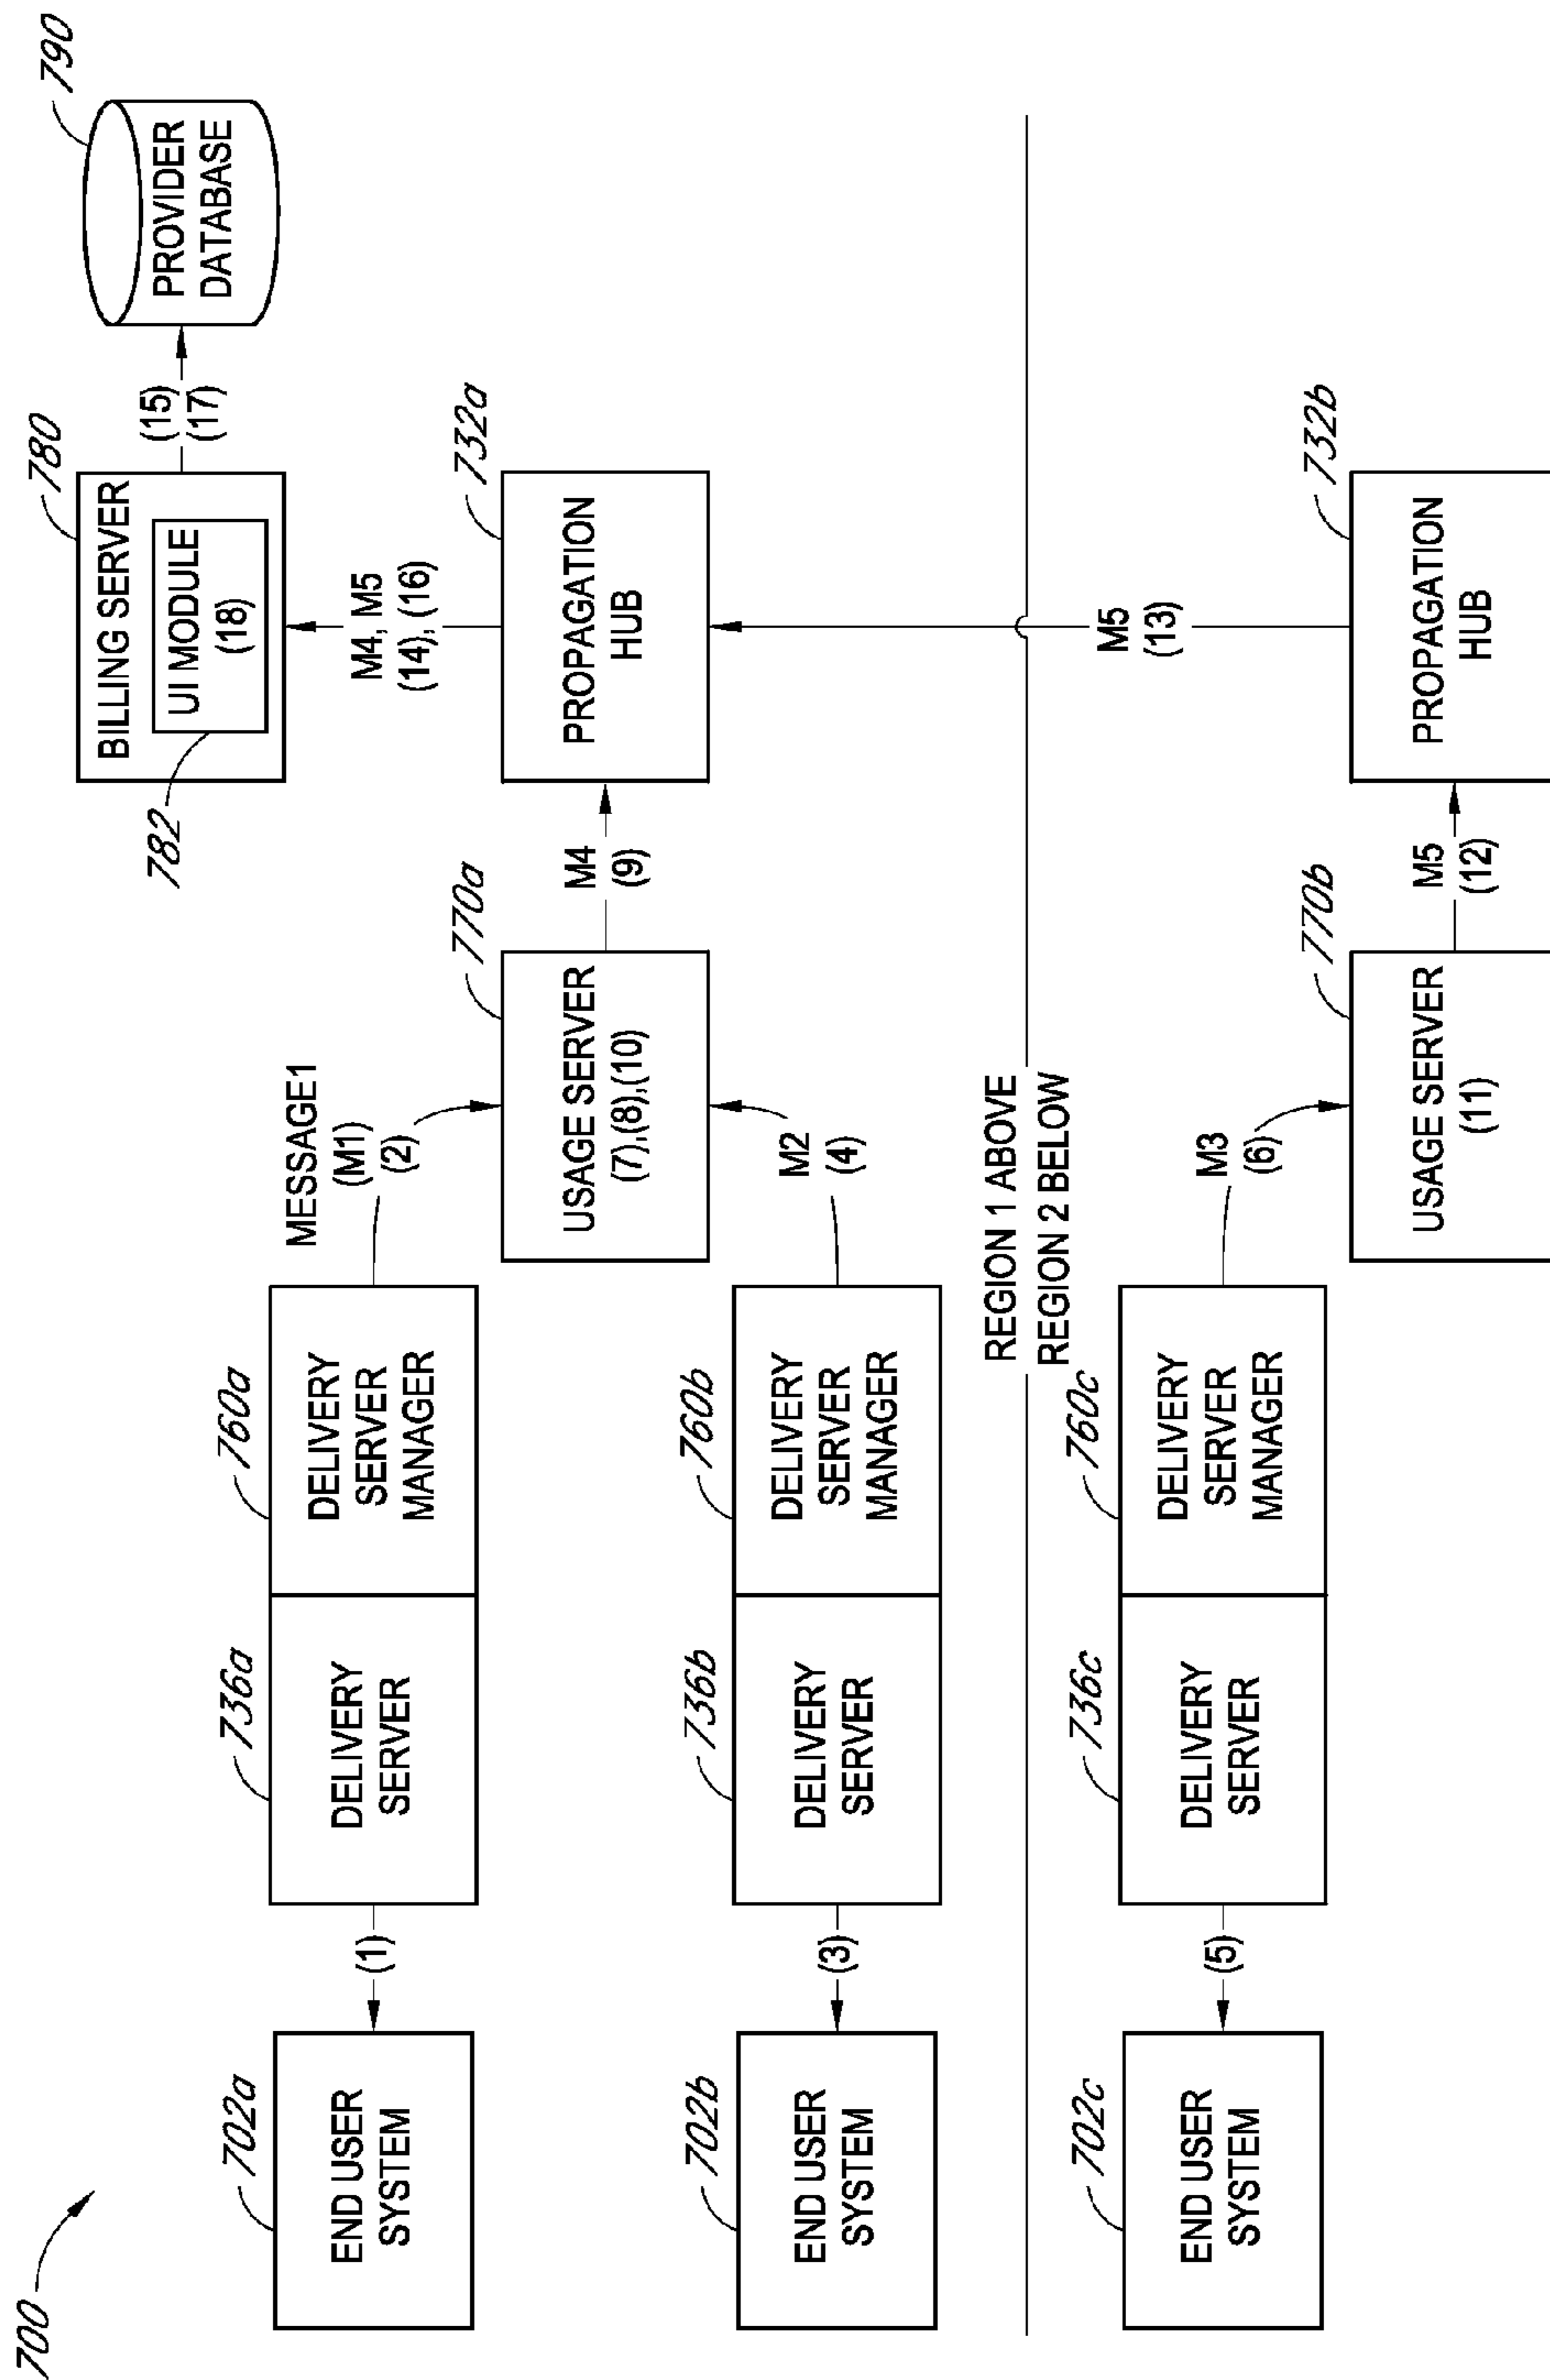 700
790
780
PROVIDER
DATABASE
BILLING SERVER
UI MODULE
(18)
(15)
(17)
782
M4, M5
(14), (16)
702a
END USER
SYSTEM
(1)
736a
DELIVERY
SERVER
760a
DELIVERY
SERVER
MANAGER
MESSAGE1
(M1)
(2)
770a
USAGE SERVER
(7),(8),(10)
M4
(9)
732a
PROPAGATION
HUB
702b
END USER
SYSTEM
(3)
736b
DELIVERY
SERVER
760b
DELIVERY
SERVER
MANAGER
M2
(4)
REGION 1 ABOVE
REGION 2 BELOW
M5
(13)
702c
END USER
SYSTEM
(5)
736c
DELIVERY
SERVER
760c
DELIVERY
SERVER
MANAGER
M3
(6)
770b
USAGE SERVER
(11)
M5
(12)
732b
PROPAGATION
HUB